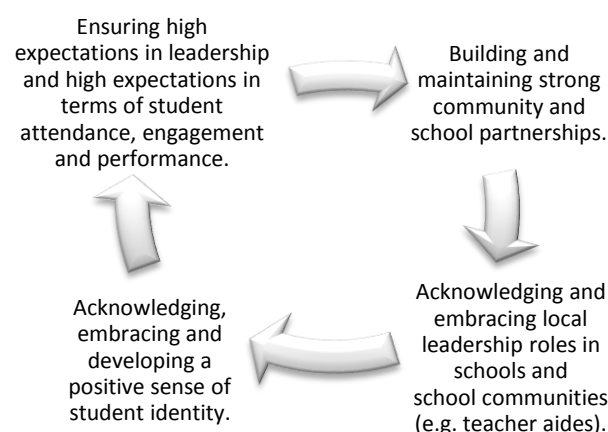 Ensuring high
expectations in leadership
and high expectations in
terms of student
attendance, engagement
and performance.
Building and
maintaining strong
community and
school partnerships.
Acknowledging and
embracing local
leadership roles in
schools and
school communities
(e.g. teacher aides).
Acknowledging,
embracing and
developing a
positive sense of
student identity.